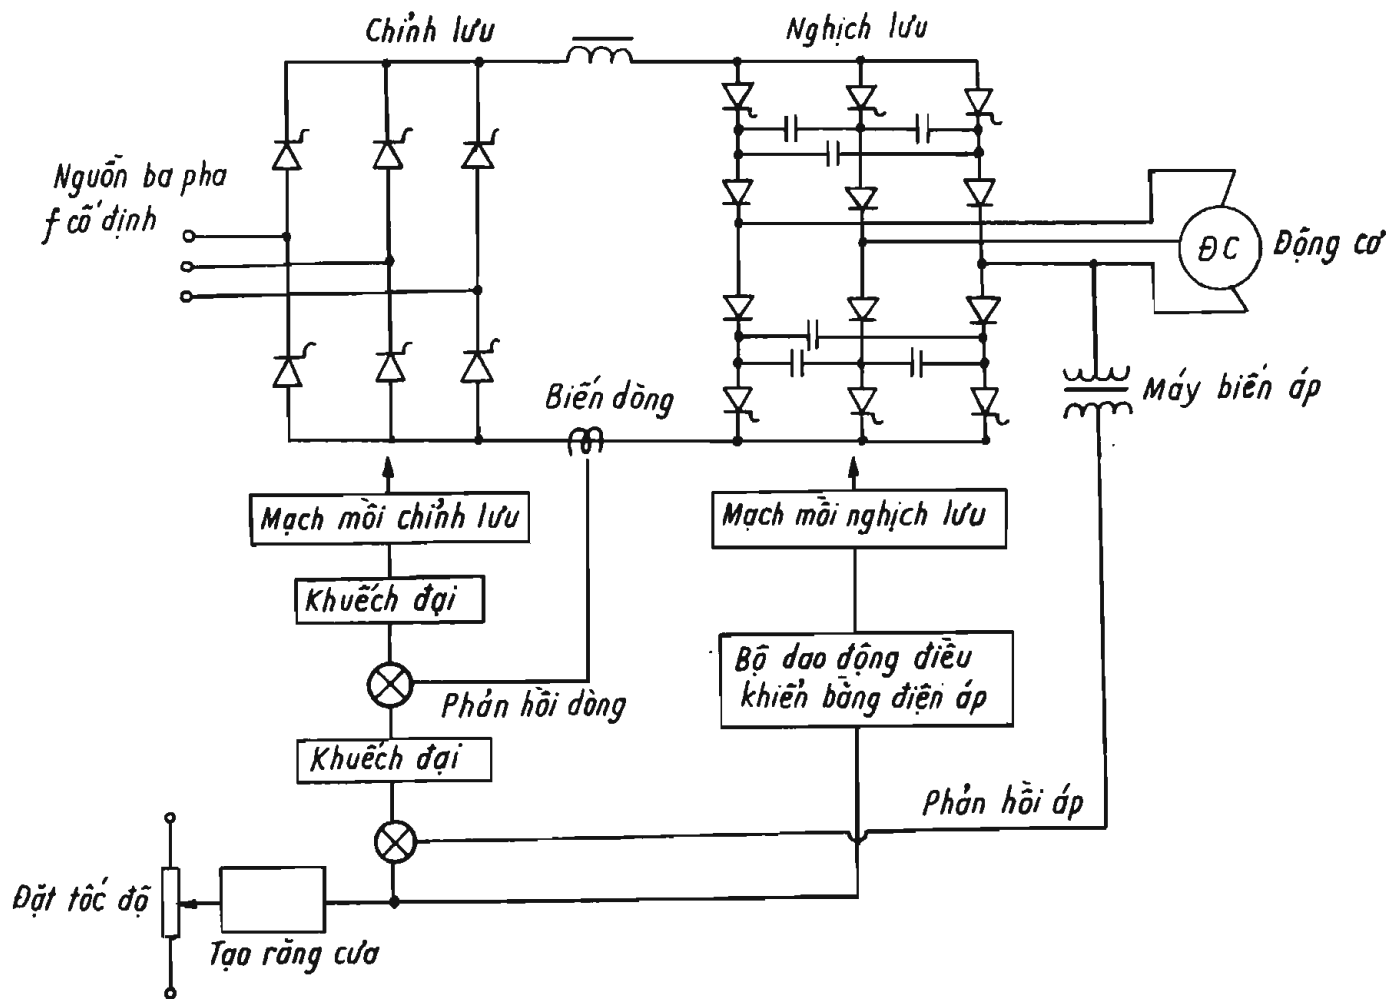 Chỉnh lưu
Nghịch lưu
Nguồn ba pha
f cố định
ĐC
Động cơ
Biến dòng
Máy biến áp
Mạch mồi chỉnh lưu
Mạch mồi nghịch lưu
Khuếch đại
Bộ dao động điều
khiển bằng điện áp
Phản hồi dòng
Khuếch đại
Phản hồi áp
Đặt tốc độ
Tạo răng cưa